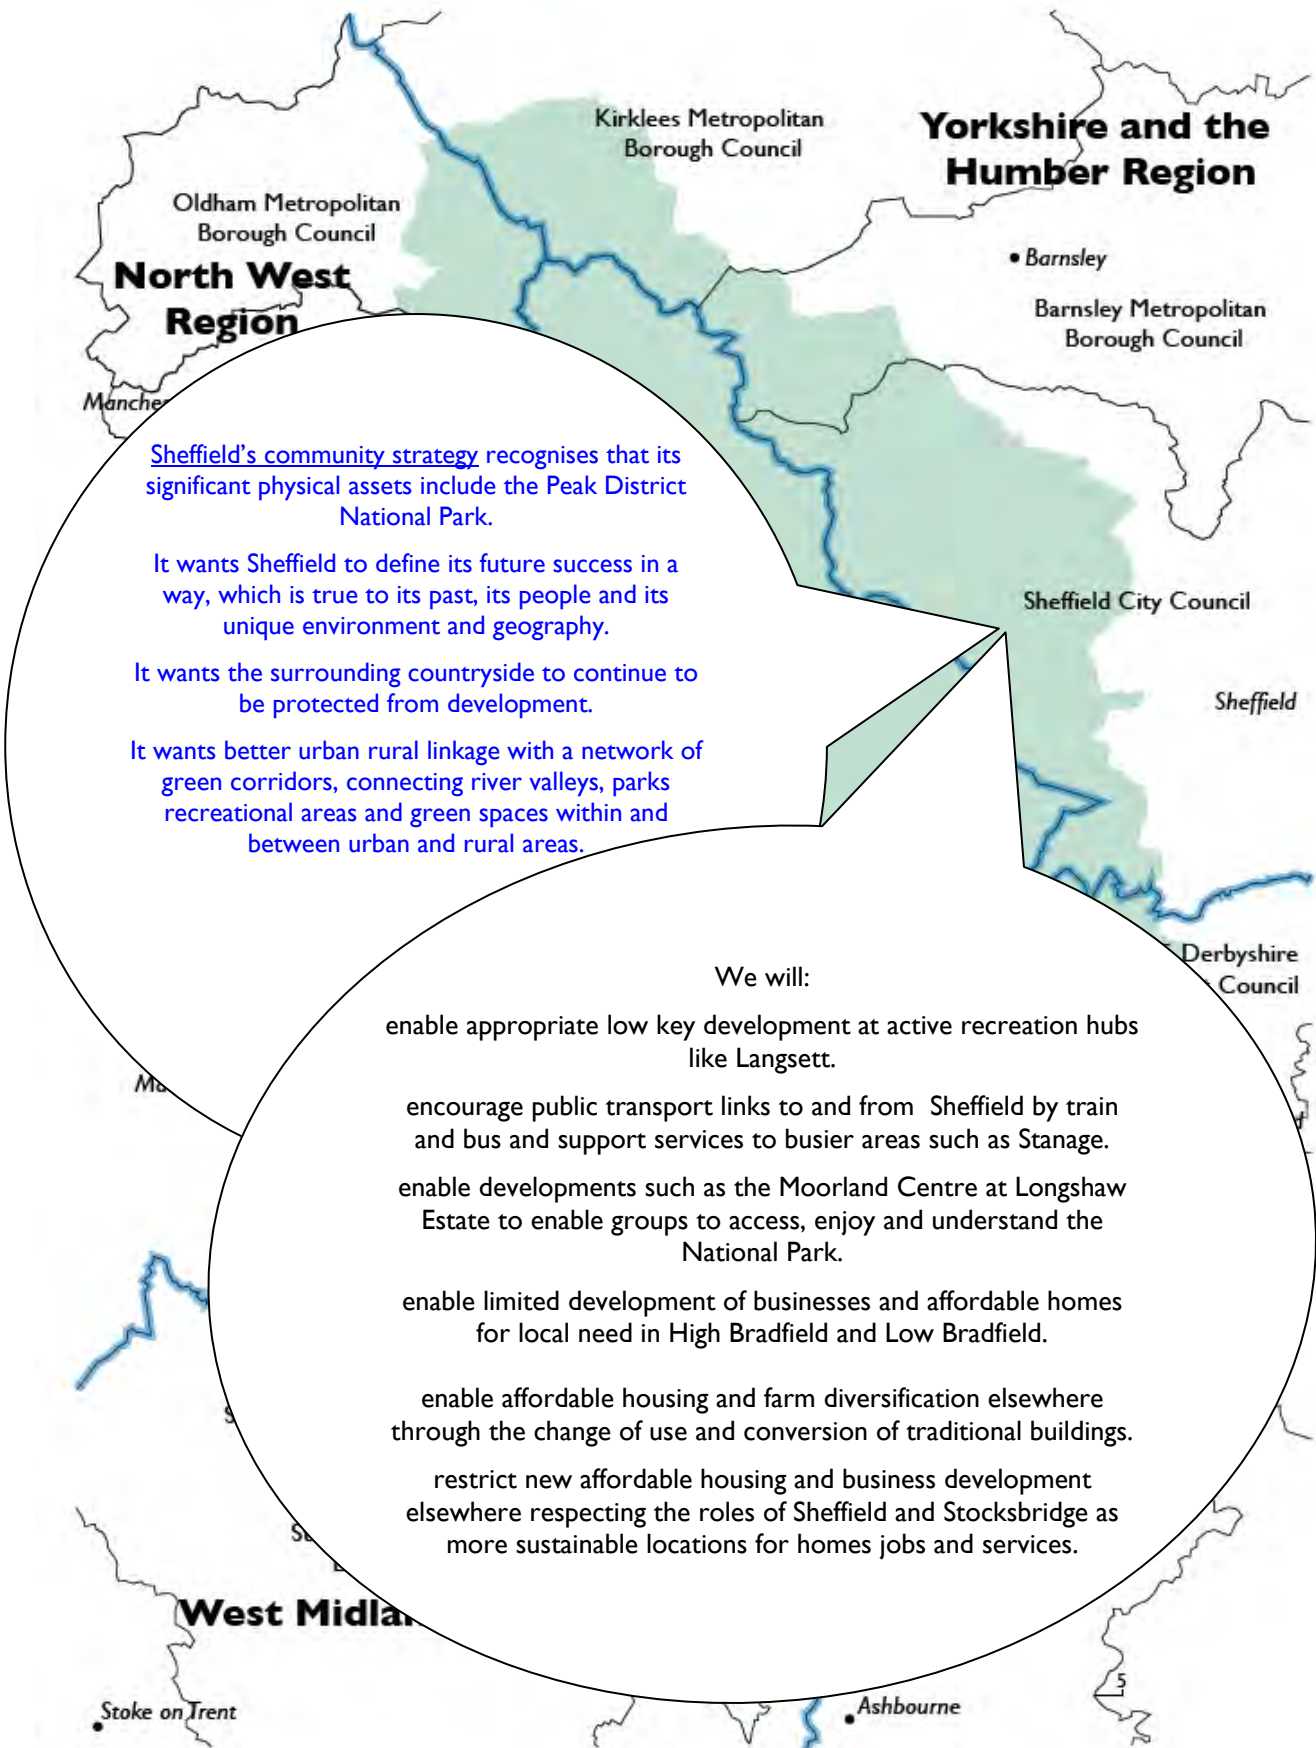 Kirklees Metropolitan
Borough Council
Yorkshire and the
Humber Region
Oldham Metropolitan
Borough Council
North West
Region
Barnsley
Barnsley Metropolitan
Borough Council
Sheffield's community strategy recognises that its
significant physical assets include the Peak District
National Park.
It wants Sheffield to define its future success in a
way, which is true to its past, its people and its
unique environment and geography.
It wants the surrounding countryside to continue to
be protected from development.
It wants better urban rural linkage with a network of
green corridors, connecting river valleys, parks
recreational areas and green spaces within and
between urban and rural areas.
Sheffield City Council
Sheffield
Derbyshire
Council
We will:
enable appropriate low key development at active recreation hubs
like Langsett.
encourage public transport links to and from Sheffield by train
and bus and support services to busier areas such as Stanage.
enable developments such as the Moorland Centre at Longshaw
Estate to enable groups to access, enjoy and understand the
National Park.
enable limited development of businesses and affordable homes
for local need in High Bradfield and Low Bradfield.
enable affordable housing and farm diversification elsewhere
through the change of use and conversion of traditional buildings.
restrict new affordable housing and business development
elsewhere respecting the roles of Sheffield and Stocksbridge as
more sustainable locations for homes jobs and services.
West
Stoke on Trent
Ashbourne
5